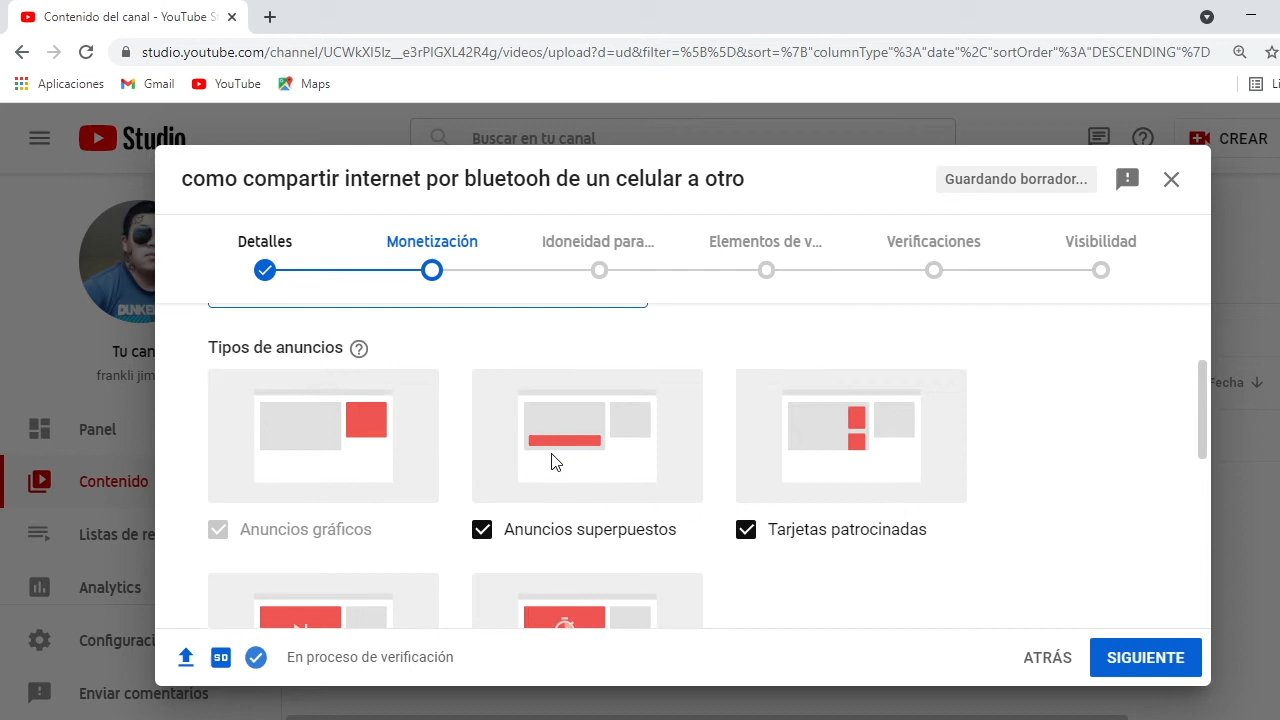 Contenido del canal - YouTube S
studio.youtube.com/channel/UCWkXI5Iz__e3rPIGXL42R4g/videos/upload?d=ud&filter=%5B%5D&sort=%7B"columnType"%3A"date"%2C"sortOrder"%3A"DESCENDING"%7D
Aplicaciones Gmail YouTube Maps Li
Studio Buscar en tu canal CREAR
como compartir internet por bluetooh de un celular a otro Guardando borrador...
Detalles Monetización Idoneidad para... Elementos de v... Verificaciones Visibilidad
DUNKE
Tipos de anuncios
Tu can
frankli jim
Fecha
Panel
Contenido
Listas de re
Analytics
Configuraci
Enviar comentarios
Anuncios gráficos Anuncios superpuestos Tarjetas patrocinadas
SD En proceso de verificación ATRÁS SIGUIENTE